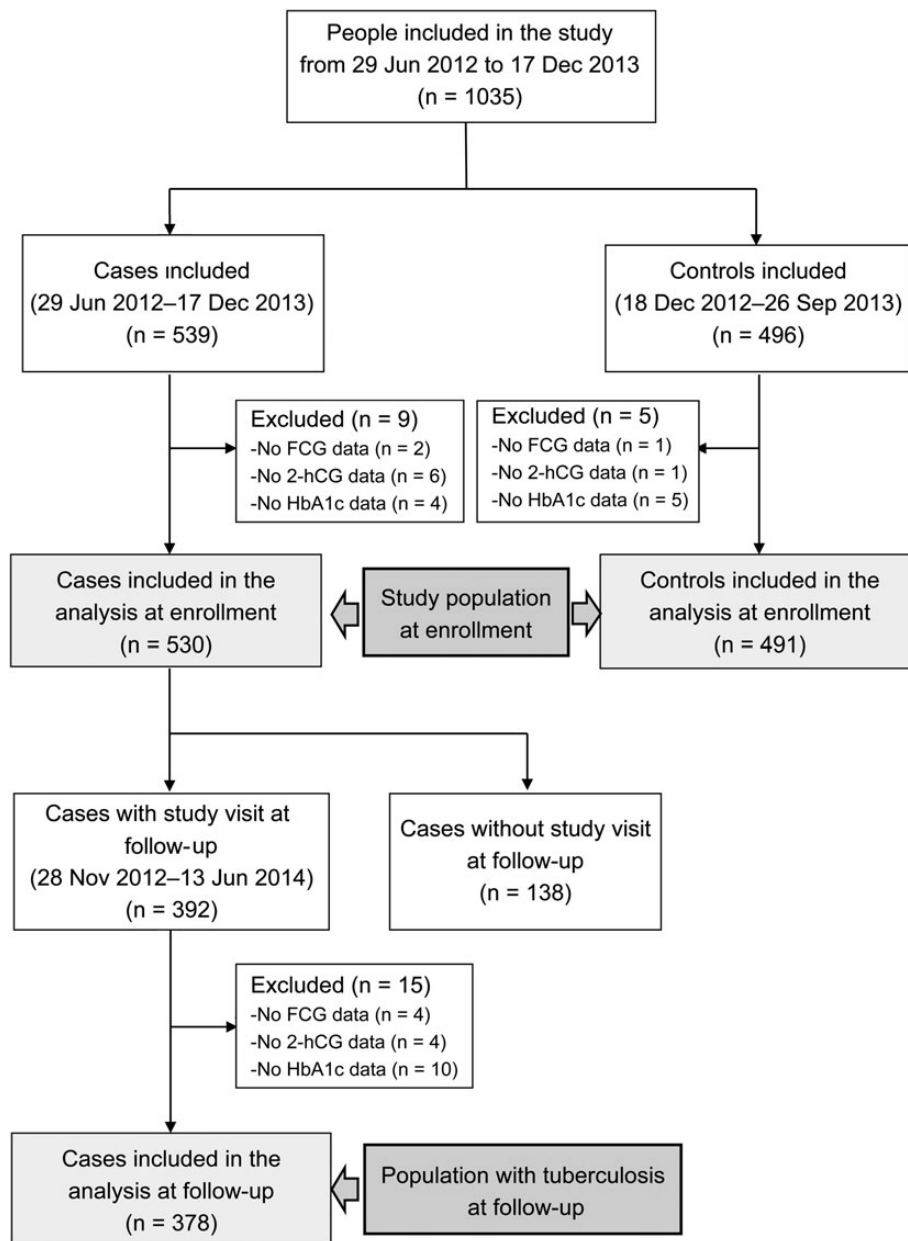 People included in the study
from 29 Jun 2012 to 17 Dec 2013
(n = 1035)
Cases included
(29 Jun 2012–17 Dec 2013)
(n = 539)
Controls included
(18 Dec 2012–26 Sep 2013)
(n = 496)
Excluded (n = 9)
-No FCG data (n = 2)
-No 2-hCG data (n = 6)
-No HbA1c data (n = 4)
Excluded (n = 5)
-No FCG data (n = 1)
-No 2-hCG data (n = 1)
-No HbA1c data (n = 5)
Cases included in the
analysis at enrollment
(n = 530)
Study population
at enrollment
Controls included in the
analysis at enrollment
(n = 491)
Cases with study visit at
follow-up
(28 Nov 2012–13 Jun 2014)
(n = 392)
Cases without study visit
at follow-up
(n = 138)
Excluded (n = 15)
-No FCG data (n = 4)
-No 2-hCG data (n = 4)
-No HbA1c data (n = 10)
Cases included in the
analysis at follow-up
(n = 378)
Population with tuberculosis
at follow-up